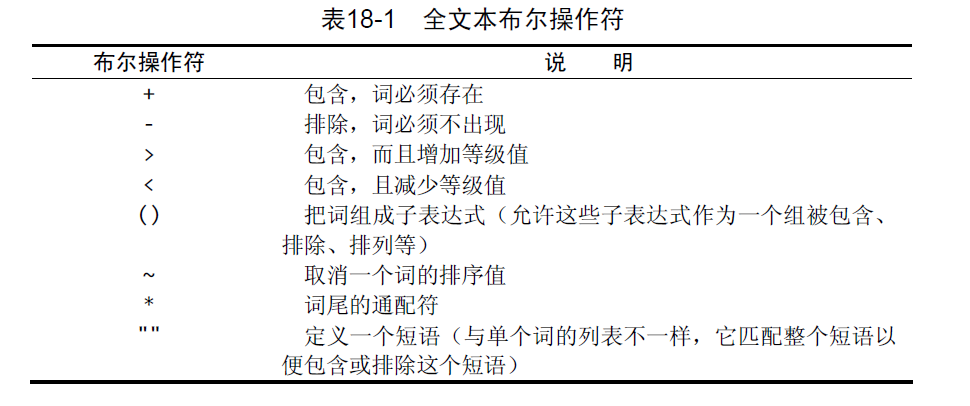 表18-1 全文本布尔操作符
布尔操作符 说 明
+ 包含，词必须存在
- 排除，词必须不出现
> 包含，而且增加等级值
< 包含，且减少等级值
() 把词组成子表达式（允许这些子表达式作为一个组被包含、
排除、排列等）
~ 取消一个词的排序值
* 词尾的通配符
"" 定义一个短语（与单个词的列表不一样，它匹配整个短语以
便包含或排除这个短语）